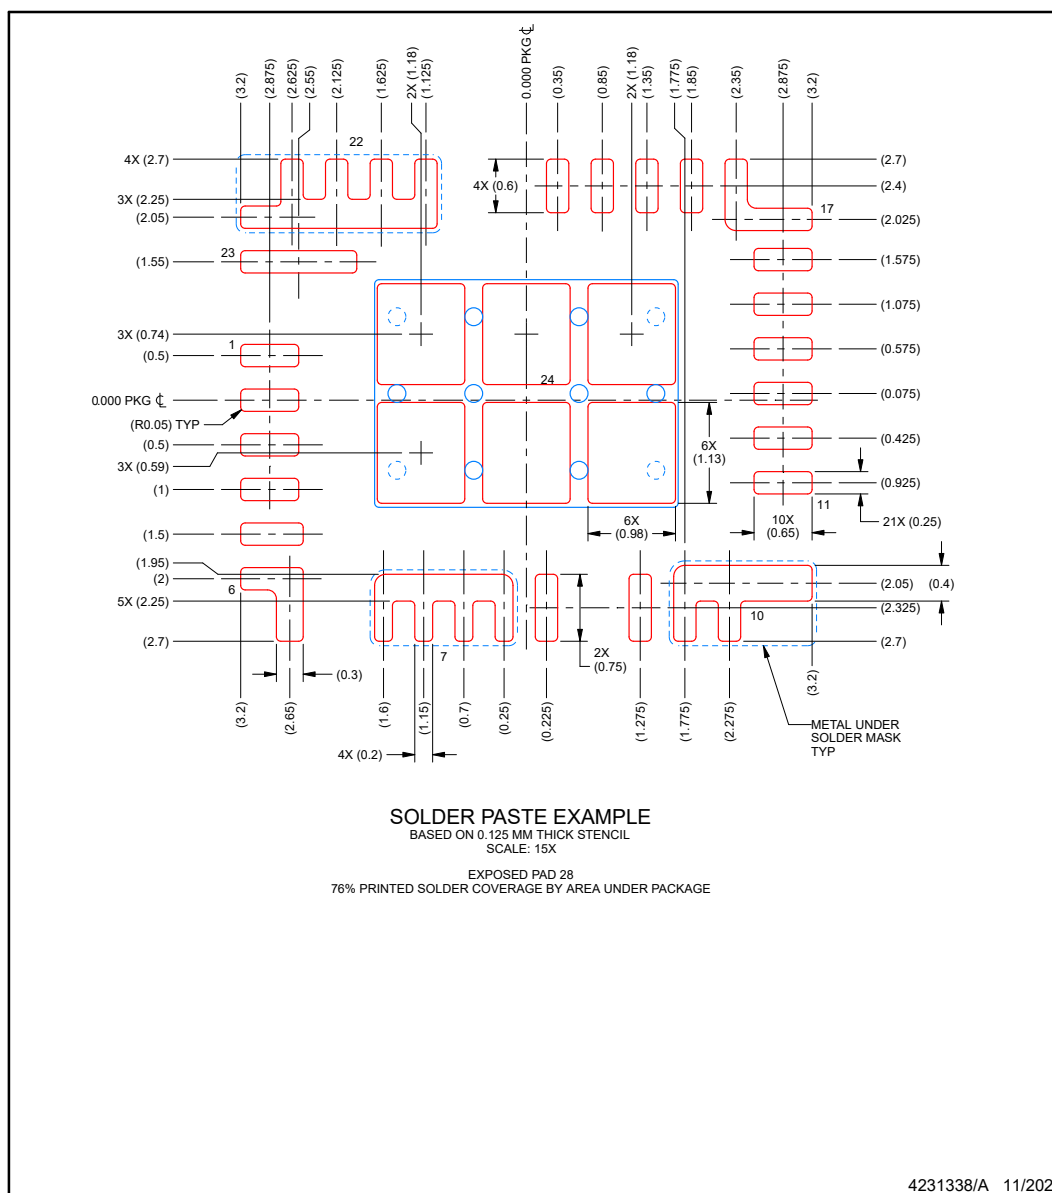 (3.2)
(2.875)
(2.625)
(2.55)
(2.125)
(1.625)
2X (1.18)
(1.125)
0.000 PKG ℄
(0.35)
(0.85)
2X (1.18)
(1.35)
(1.775)
(1.85)
(2.35)
(2.875)
(3.2)
22
4X (2.7)
3X (2.25)
(2.05)
23
(1.55)
4X (0.6)
(2.7)
(2.4)
17
(2.025)
(1.575)
(1.075)
(0.575)
(0.075)
(0.425)
(0.925)
11
21X (0.25)
3X (0.74)
1
(0.5)
0.000 PKG ℄
(R0.05) TYP
(0.5)
3X (0.59)
(1)
(1.5)
(1.95)
(2)
6
5X (2.25)
(2.7)
24
6X
(1.13)
6X
(0.98)
10X
(0.65)
(2.05)
(0.4)
(2.325)
10
(2.7)
7
2X
(0.75)
(0.3)
(3.2)
(2.65)
(1.6)
(1.15)
(0.7)
(0.25)
(0.225)
(1.275)
(1.775)
(2.275)
(3.2)
4X (0.2)
METAL UNDER
SOLDER MASK
TYP
SOLDER PASTE EXAMPLE
BASED ON 0.125 MM THICK STENCIL
SCALE: 15X
EXPOSED PAD 28
76% PRINTED SOLDER COVERAGE BY AREA UNDER PACKAGE
4231338/A 11/202